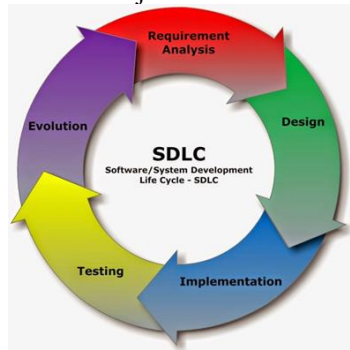 Requirement
Analysis
Design
Evolution
SDLC
Software/System Development
Life Cycle - SDLC
Testing
Implementation